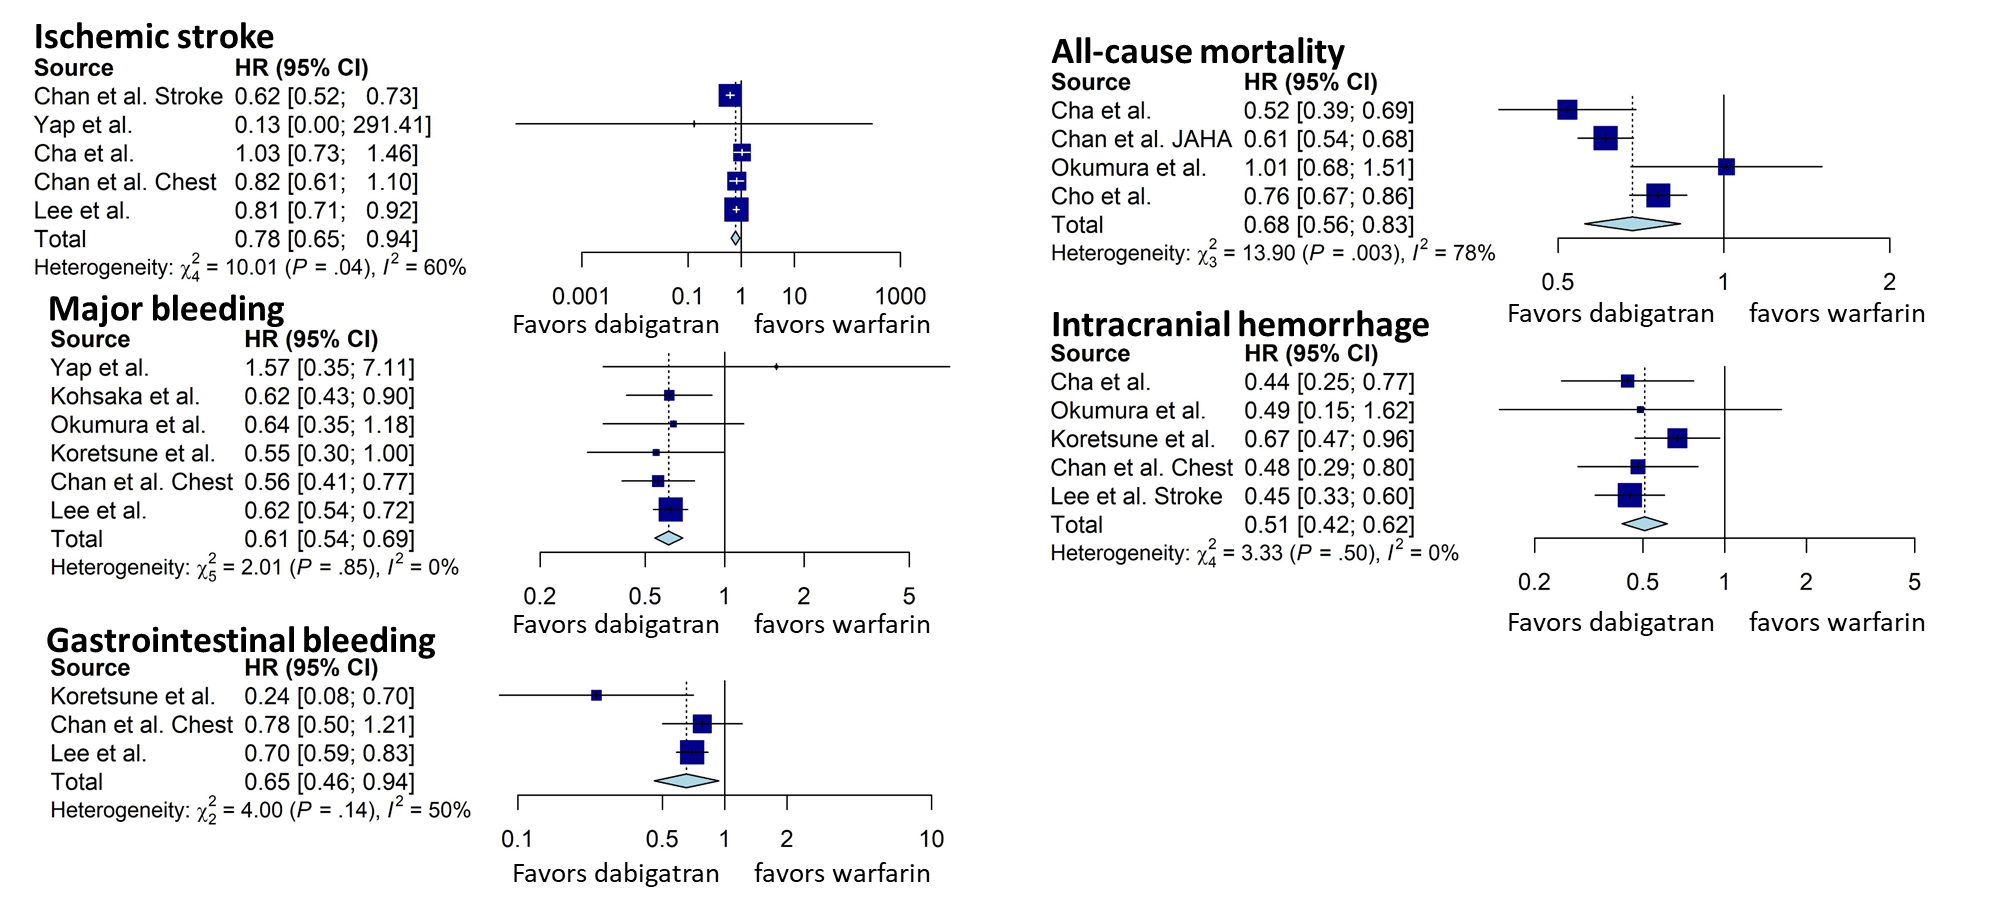 Ischemic stroke
Source HR (95% CI)
Chan et al. Stroke 0.62 [0.52; 0.73]
Yap et al. 0.13 [0.00; 291.41]
Cha et al. 1.03 [0.73; 1.46]
Chan et al. Chest 0.82 [0.61; 1.10]
Lee et al. 0.81 [0.71; 0.92]
Total 0.78 [0.65; 0.94]
Heterogeneity: χ²₄ = 10.01 (P = .04), I² = 60%
0.001 0.1 1 10 1000
Favors dabigatran favors warfarin
Major bleeding
Source HR (95% CI)
Yap et al. 1.57 [0.35; 7.11]
Kohsaka et al. 0.62 [0.43; 0.90]
Okumura et al. 0.64 [0.35; 1.18]
Koretsune et al. 0.55 [0.30; 1.00]
Chan et al. Chest 0.56 [0.41; 0.77]
Lee et al. 0.62 [0.54; 0.72]
Total 0.61 [0.54; 0.69]
Heterogeneity: χ²₅ = 2.01 (P = .85), I² = 0%
0.2 0.5 1 2 5
Favors dabigatran favors warfarin
Gastrointestinal bleeding
Source HR (95% CI)
Koretsune et al. 0.24 [0.08; 0.70]
Chan et al. Chest 0.78 [0.50; 1.21]
Lee et al. 0.70 [0.59; 0.83]
Total 0.65 [0.46; 0.94]
Heterogeneity: χ²₂ = 4.00 (P = .14), I² = 50%
0.1 0.5 1 2 10
Favors dabigatran favors warfarin
All-cause mortality
Source HR (95% CI)
Cha et al. 0.52 [0.39; 0.69]
Chan et al. JAHA 0.61 [0.54; 0.68]
Okumura et al. 1.01 [0.68; 1.51]
Cho et al. 0.76 [0.67; 0.86]
Total 0.68 [0.56; 0.83]
Heterogeneity: χ²₃ = 13.90 (P = .003), I² = 78%
0.5 1 2
Favors dabigatran favors warfarin
Intracranial hemorrhage
Source HR (95% CI)
Cha et al. 0.44 [0.25; 0.77]
Okumura et al. 0.49 [0.15; 1.62]
Koretsune et al. 0.67 [0.47; 0.96]
Chan et al. Chest 0.48 [0.29; 0.80]
Lee et al. Stroke 0.45 [0.33; 0.60]
Total 0.51 [0.42; 0.62]
Heterogeneity: χ²₄ = 3.33 (P = .50), I² = 0%
0.2 0.5 1 2 5
Favors dabigatran favors warfarin